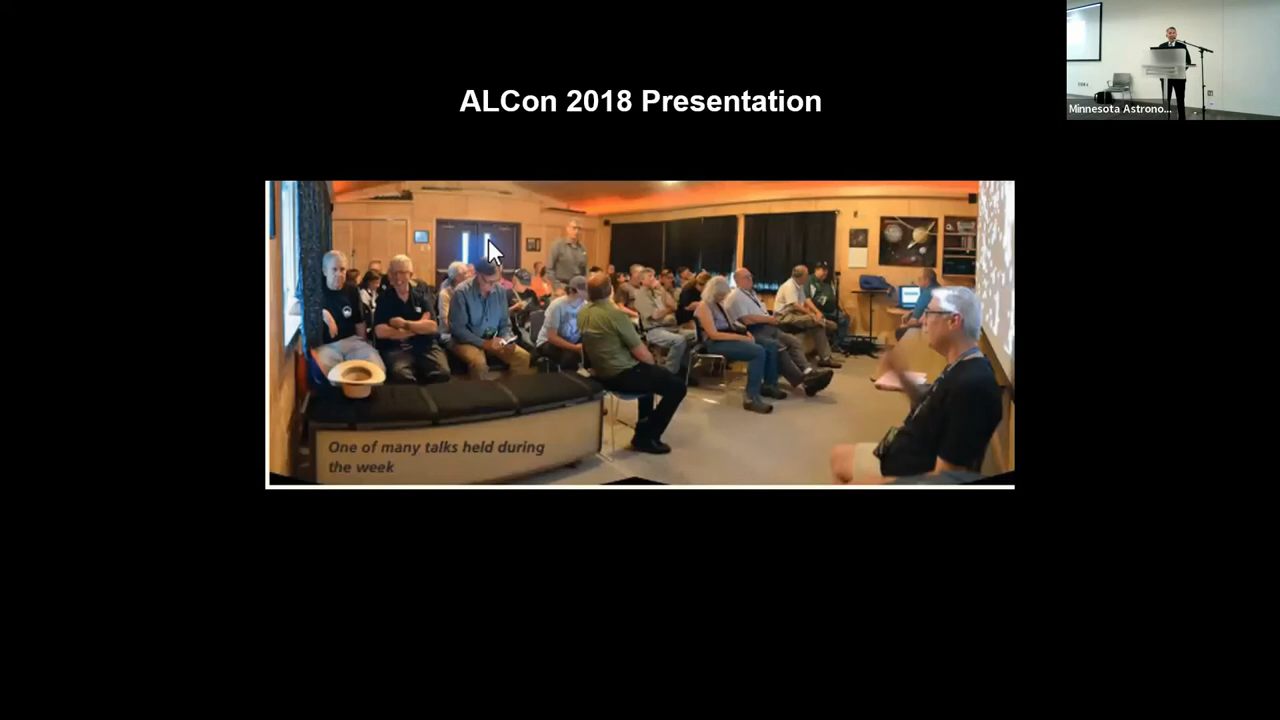 ALCon 2018 Presentation
Minnesota Astrono...
One of many talks held during
the week